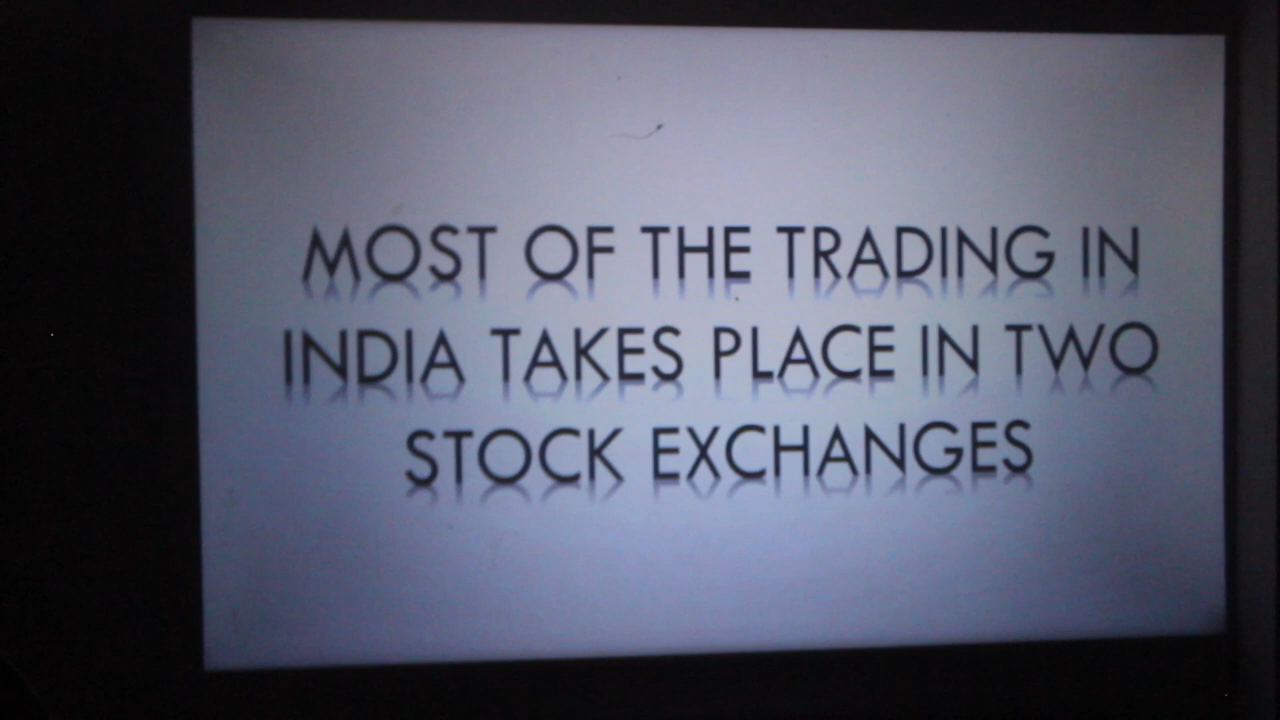 MOST OF THE TRADING IN
INDIA TAKES PLACE IN TWO
STOCK EXCHANGES